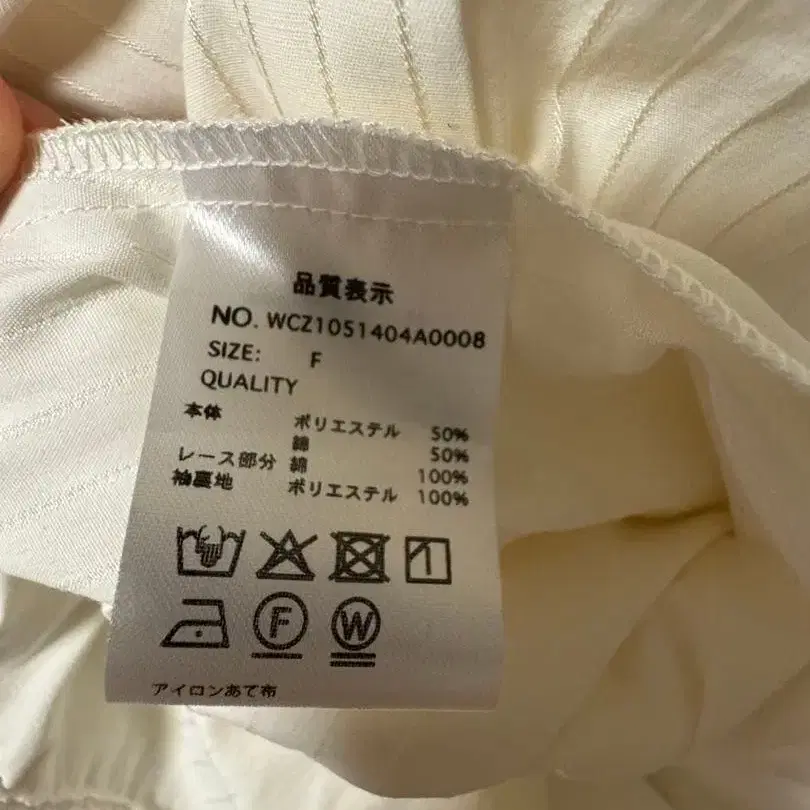 品質表示
NO. WCZ1051404A0008
SIZE: F
QUALITY
本体 ポリエステル 50%
綿 50%
レース部分 綿 100%
袖裏地 ポリエステル 100%
F W
アイロンあて布